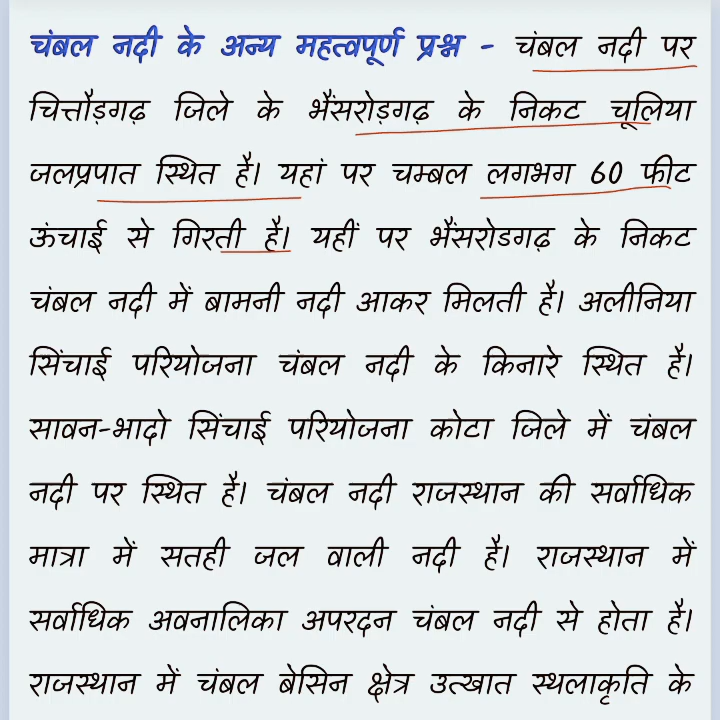 चंबल नदी के अन्य महत्वपूर्ण प्रश्न - चंबल नदी पर
चित्तौड़गढ़ जिले के भैंसरोड़गढ़ के निकट चूलिया
जलप्रपात स्थित है। यहां पर चम्बल लगभग 60 फीट
ऊंचाई से गिरती है। यहीं पर भैंसरोडगढ़ के निकट
चंबल नदी में बामनी नदी आकर मिलती है। अलीनिया
सिंचाई परियोजना चंबल नदी के किनारे स्थित है।
सावन-भादो सिंचाई परियोजना कोटा जिले में चंबल
नदी पर स्थित है। चंबल नदी राजस्थान की सर्वाधिक
मात्रा में सतही जल वाली नदी है। राजस्थान में
सर्वाधिक अवनालिका अपरदन चंबल नदी से होता है।
राजस्थान में चंबल बेसिन क्षेत्र उत्खात स्थलाकृति के